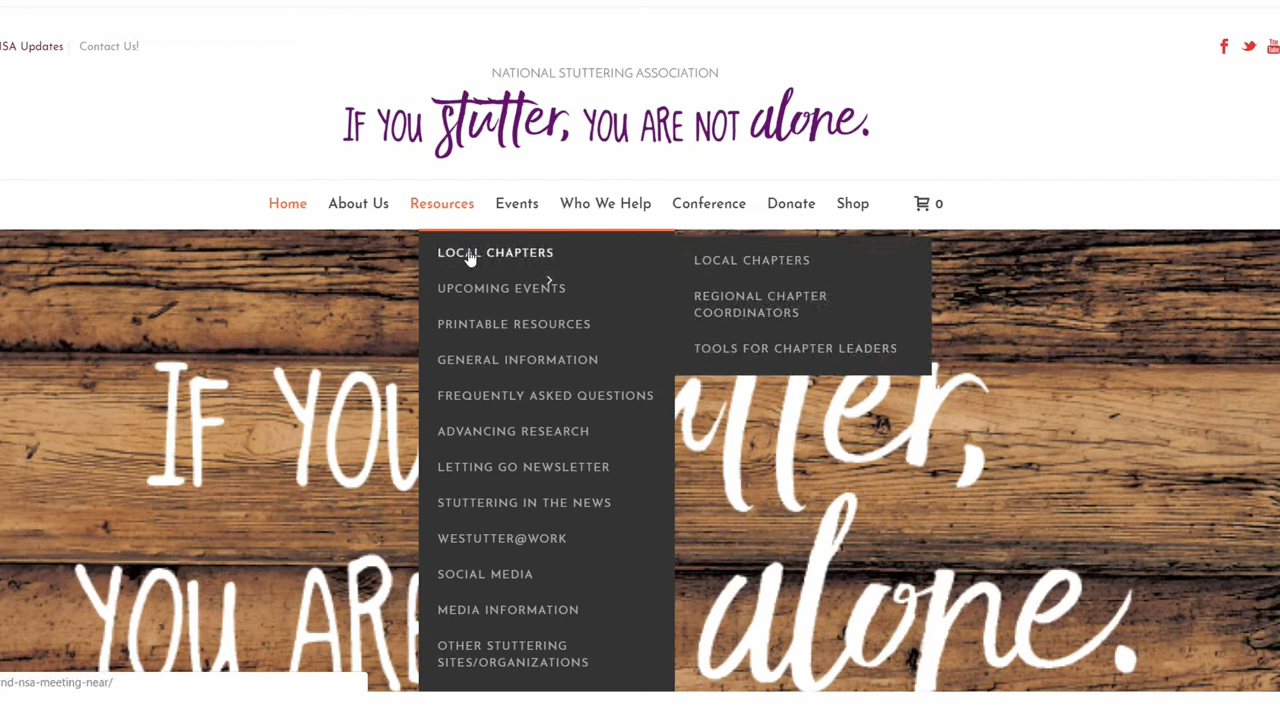 NSA Updates
Contact Us!
NATIONAL STUTTERING ASSOCIATION
IF YOU stutter, YOU ARE NOT alone.
Home About Us Resources Events Who We Help Conference Donate Shop 0
LOCAL CHAPTERS
UPCOMING EVENTS
PRINTABLE RESOURCES
GENERAL INFORMATION
FREQUENTLY ASKED QUESTIONS
ADVANCING RESEARCH
LETTING GO NEWSLETTER
STUTTERING IN THE NEWS
WESTUTTER@WORK
SOCIAL MEDIA
MEDIA INFORMATION
OTHER STUTTERING
SITES/ORGANIZATIONS
LOCAL CHAPTERS
REGIONAL CHAPTER
COORDINATORS
TOOLS FOR CHAPTER LEADERS
IF YOU utter,
YOU ARE alone.
nd-nsa-meeting-near/